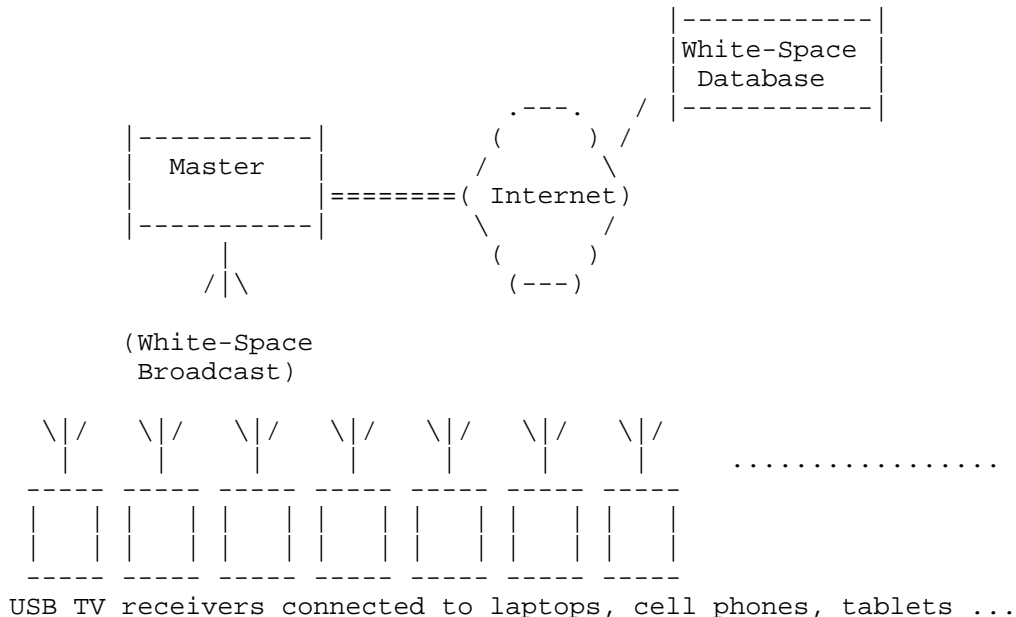 White-Space
Database
Master
Internet
(White-Space
Broadcast)
USB TV receivers connected to laptops, cell phones, tablets ...